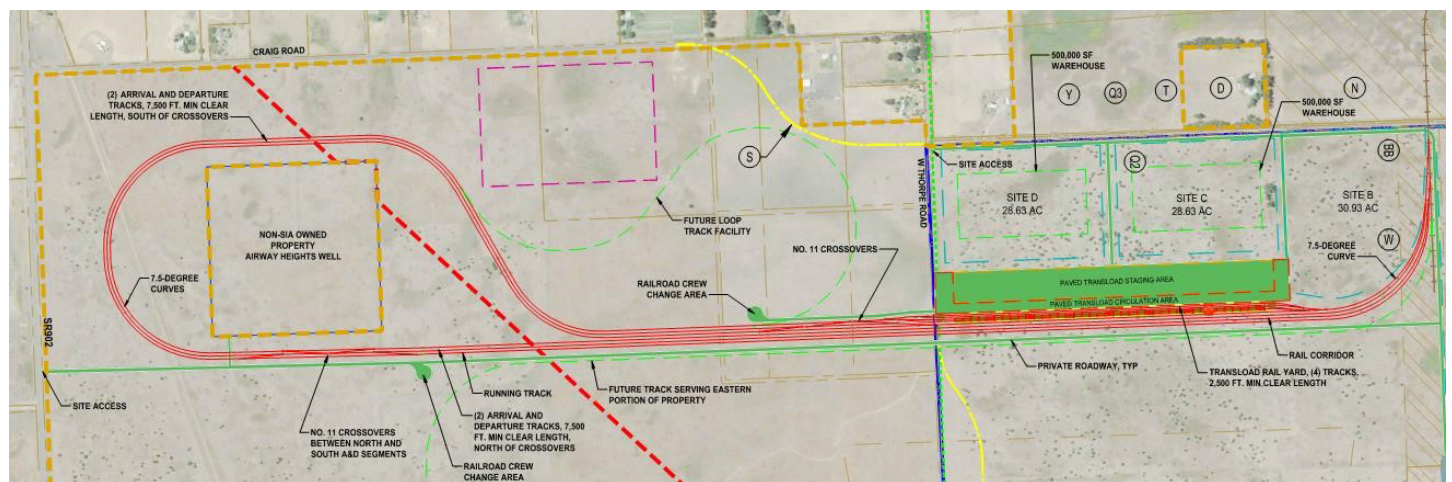 CRAIG ROAD
(2) ARRIVAL AND DEPARTURE
TRACKS, 7,500 FT. MIN CLEAR
LENGTH, SOUTH OF CROSSOVERS
500,000 SF
WAREHOUSE
Y
Q3
T
D
N
500,000 SF
WAREHOUSE
S
SITE ACCESS
Q2
BB
W THORPE ROAD
SITE D
28.63 AC
SITE C
28.63 AC
SITE B
30.93 AC
NON-SIA OWNED
PROPERTY
AIRWAY HEIGHTS WELL
FUTURE LOOP
TRACK FACILITY
NO. 11 CROSSOVERS
W
7.5-DEGREE
CURVE
7.5-DEGREE
CURVES
RAILROAD CREW
CHANGE AREA
PAVED TRANSLOAD STAGING AREA
PAVED TRANSLOAD CIRCULATION AREA
SR902
RAIL CORRIDOR
PRIVATE ROADWAY, TYP
TRANSLOAD RAIL YARD, (4) TRACKS
2,500 FT. MIN.CLEAR LENGTH
SITE ACCESS
RUNNING TRACK
FUTURE TRACK SERVING EASTERN
PORTION OF PROPERTY
NO. 11 CROSSOVERS
BETWEEN NORTH AND
SOUTH A&D SEGMENTS
(2) ARRIVAL AND
DEPARTURE TRACKS, 7,500
FT. MIN CLEAR LENGTH,
NORTH OF CROSSOVERS
RAILROAD CREW
CHANGE AREA